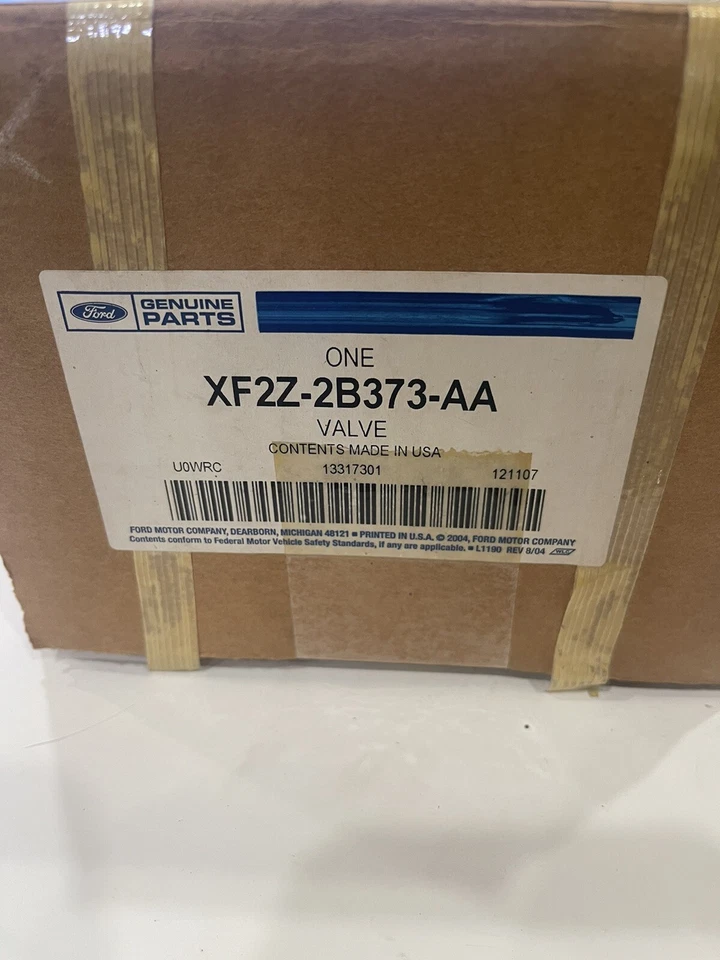 Ford GENUINE PARTS
ONE
XF2Z-2B373-AA
VALVE
CONTENTS MADE IN USA
U0WRC 13317301 121107
FORD MOTOR COMPANY, DEARBORN, MICHIGAN 48121 ■ PRINTED IN U.S.A. © 2004, FORD MOTOR COMPANY
Contents conform to Federal Motor Vehicle Safety Standards, if any are applicable. ■ L1190 REV 8/04